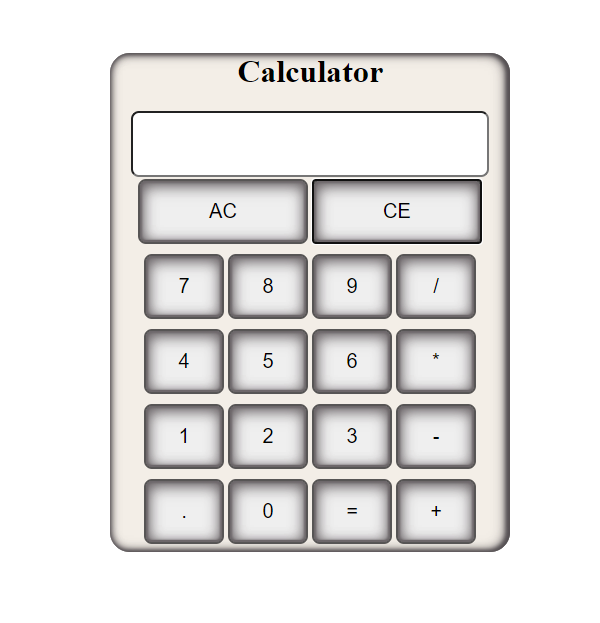 Calculator
AC CE
7 8 9 /
4 5 6 *
1 2 3 -
. 0 = +